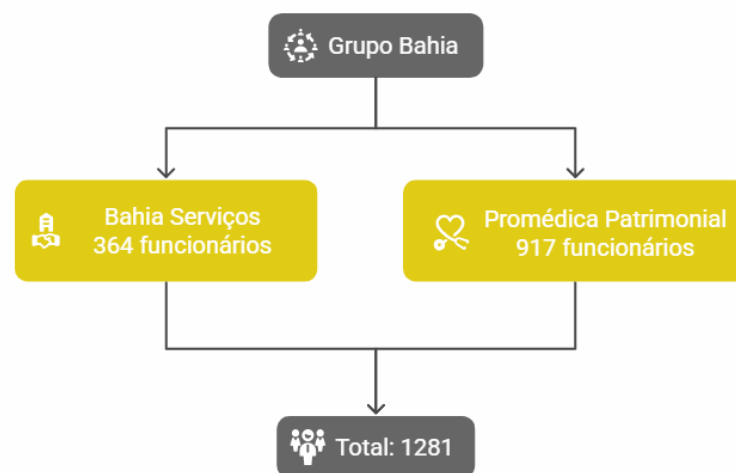 Grupo Bahia
Bahia Serviços
364 funcionários
Promédica Patrimonial
917 funcionários
Total: 1281